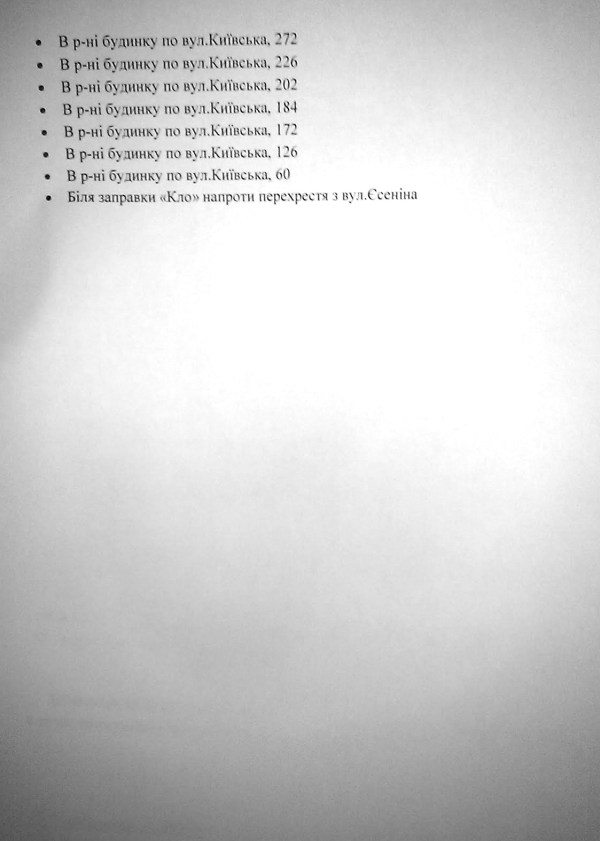 • В р-ні будинку по вул.Київська, 272
• В р-ні будинку по вул.Київська, 226
• В р-ні будинку по вул.Київська, 202
• В р-ні будинку по вул.Київська, 184
• В р-ні будинку по вул.Київська, 172
• В р-ні будинку по вул.Київська, 126
• В р-ні будинку по вул.Київська, 60
• Біля заправки «Кло» напроти перехрестя з вул.Єсеніна